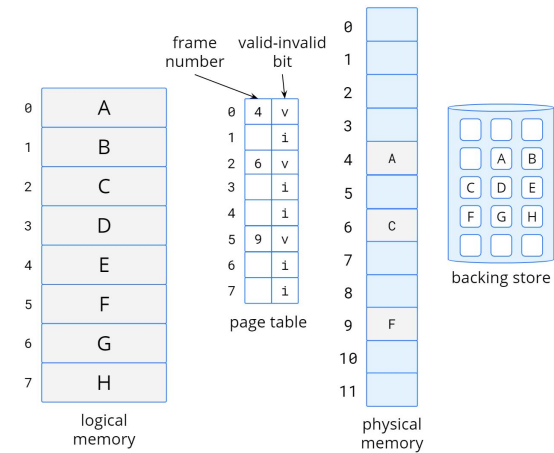 frame
number
valid-invalid
bit
0 A
1 B
2 C
3 D
4 E
5 F
6 G
7 H
logical
memory
0 4 v
1 i
2 6 v
3 i
4 i
5 9 v
6 i
7 i
page table
0
1
2
3
4 A
5
6 C
7
8
9 F
10
11
physical
memory
A B
C D E
F G H
backing store